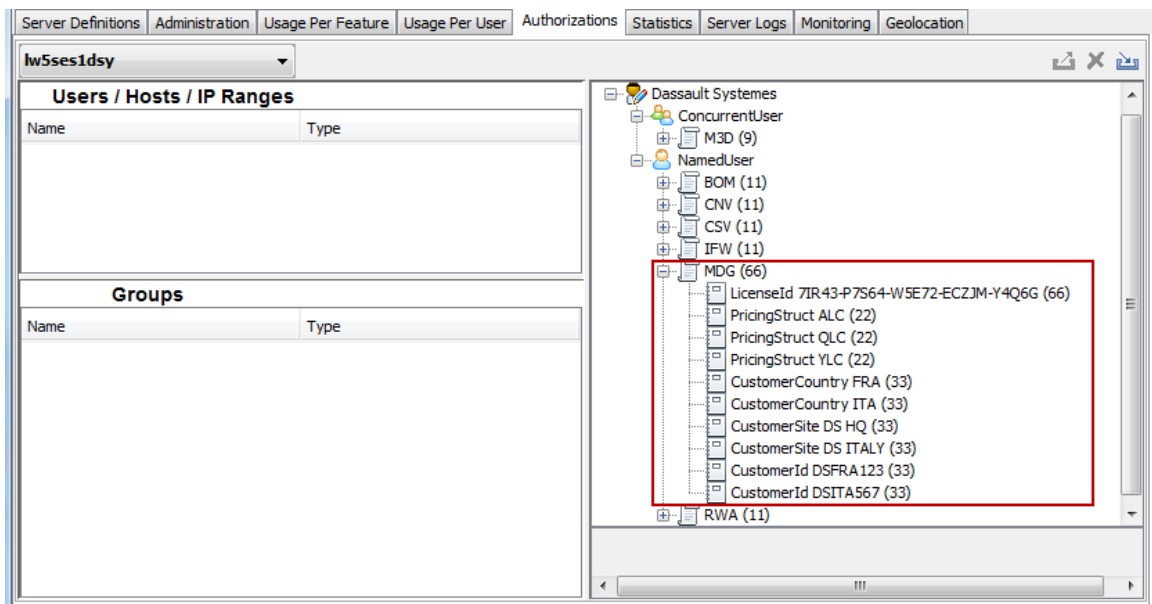 Server Definitions Administration Usage Per Feature Usage Per User Authorizations Statistics Server Logs Monitoring Geolocation
lw5ses1dsy
Users / Hosts / IP Ranges
Name Type
Groups
Name Type
Dassault Systemes
ConcurrentUser
M3D (9)
NamedUser
BOM (11)
CNV (11)
CSV (11)
IFW (11)
MDG (66)
LicenseId 7IR43-P7S64-W5E72-ECZJM-Y4Q6G (66)
PricingStruct ALC (22)
PricingStruct QLC (22)
PricingStruct YLC (22)
CustomerCountry FRA (33)
CustomerCountry ITA (33)
CustomerSite DS HQ (33)
CustomerSite DS ITALY (33)
CustomerId DSFRA123 (33)
CustomerId DSITA567 (33)
RWA (11)